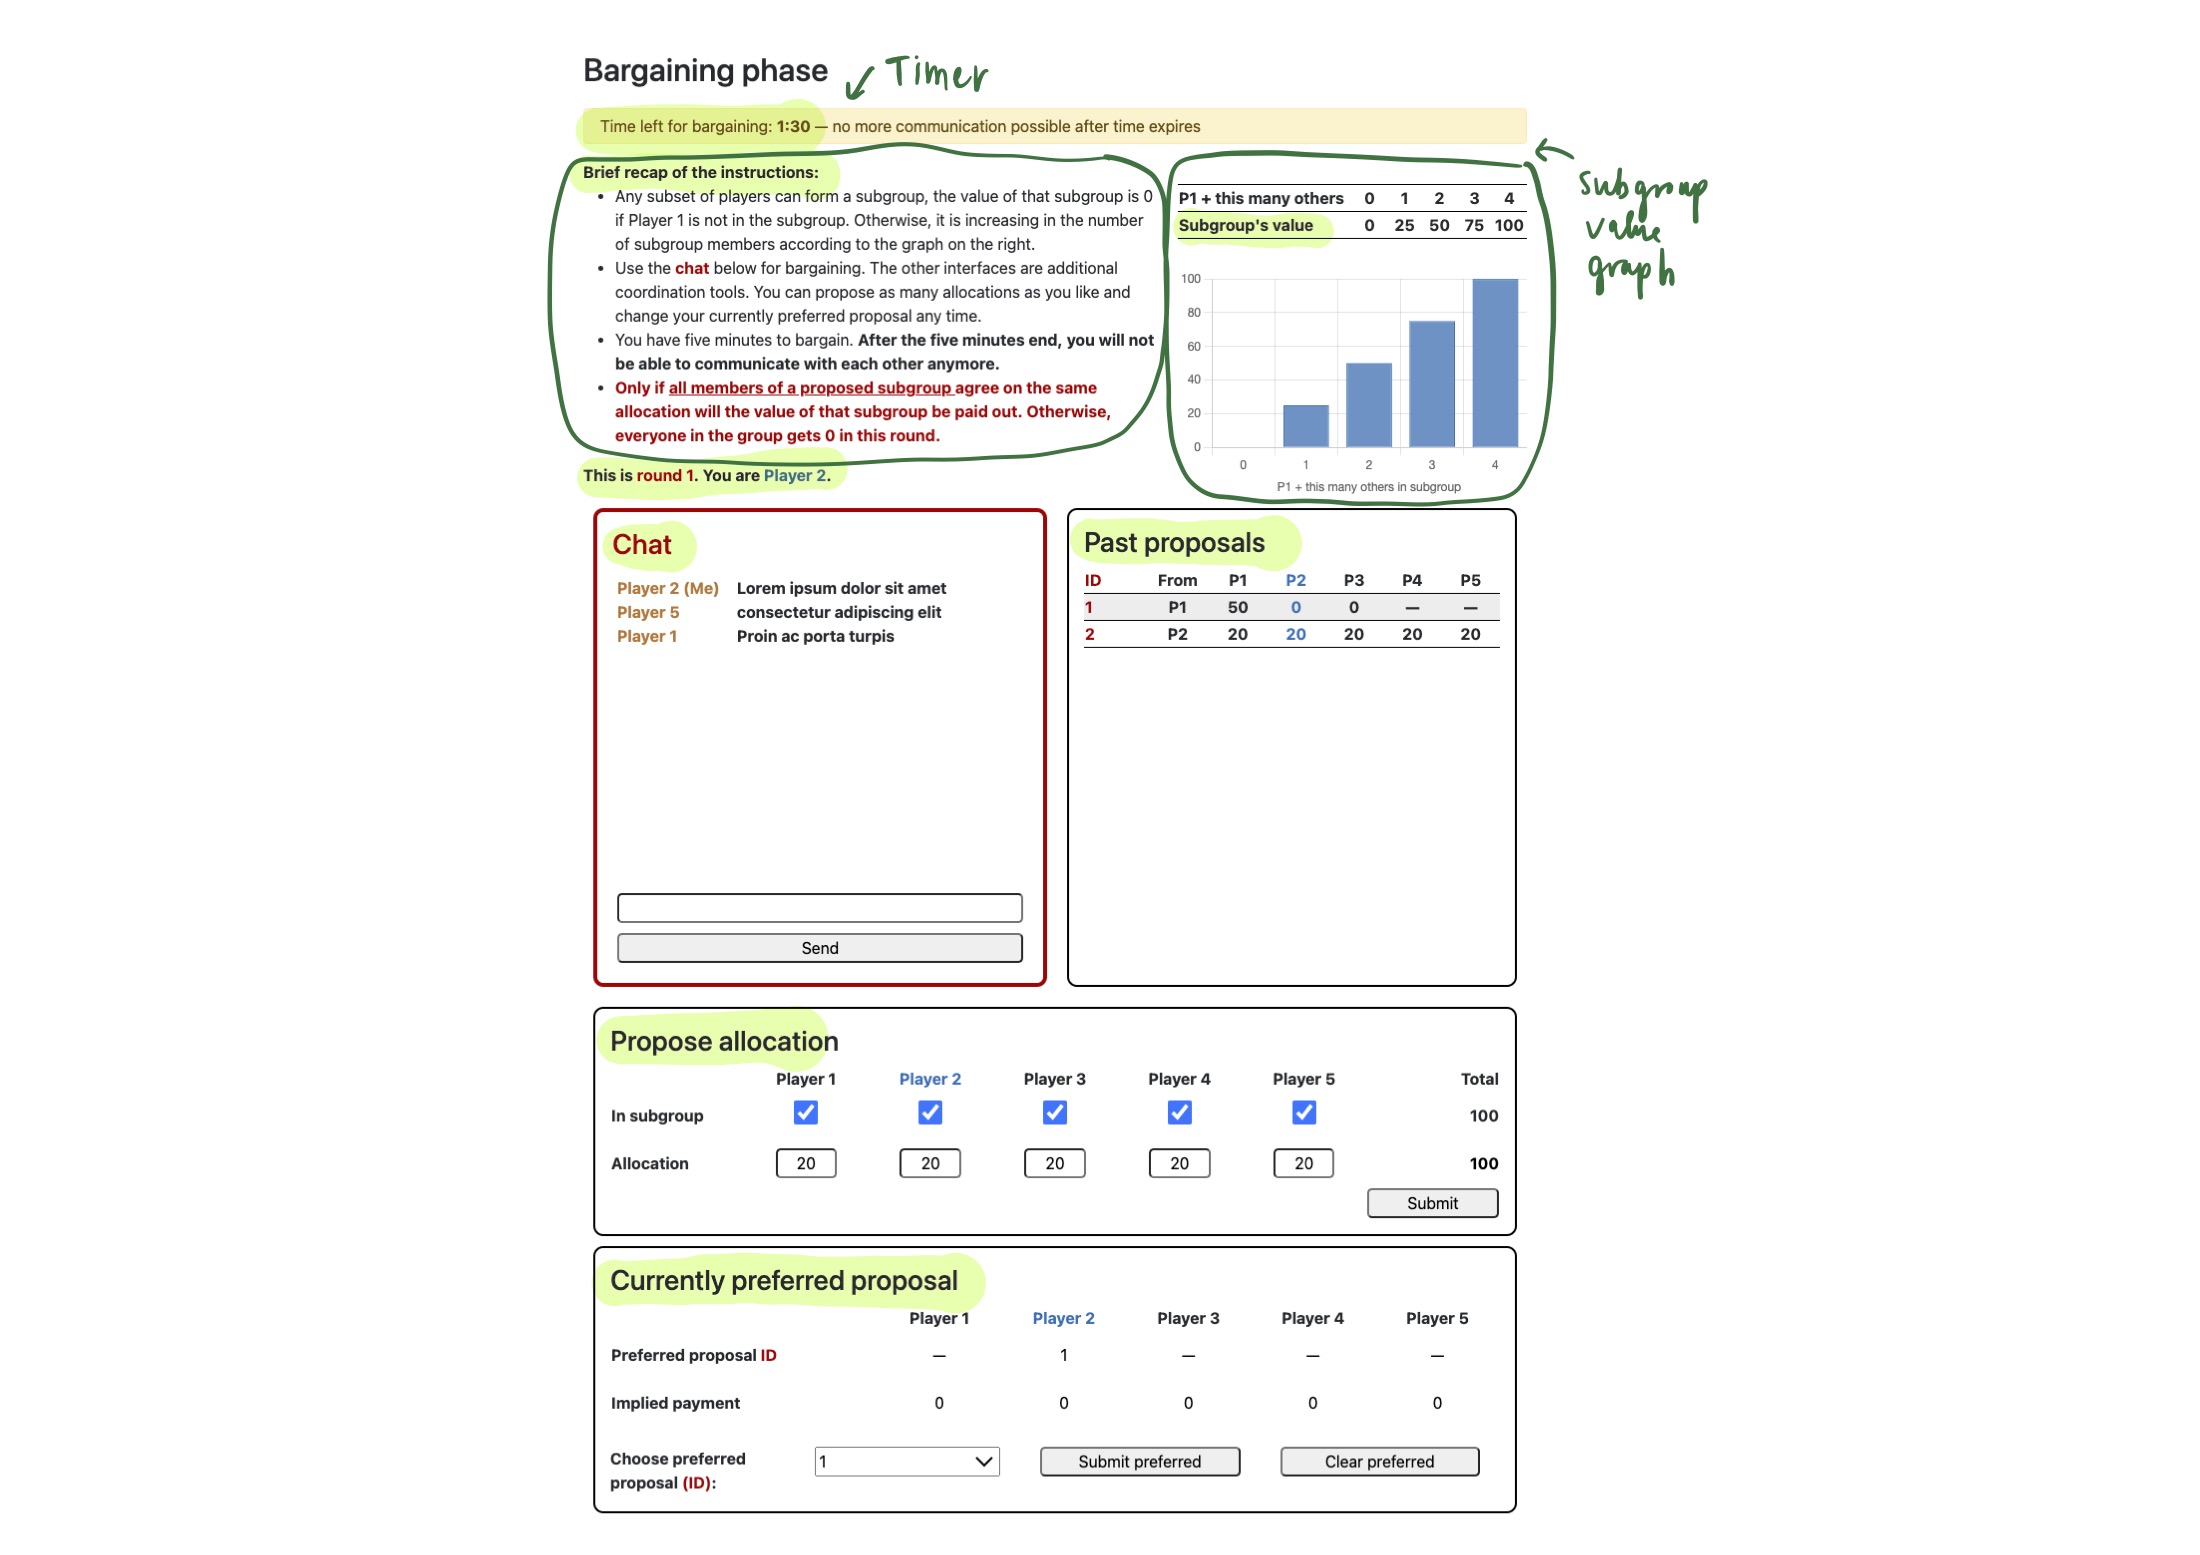 Bargaining phase
Timer
Time left for bargaining: 1:30 — no more communication possible after time expires
Brief recap of the instructions:
• Any subset of players can form a subgroup, the value of that subgroup is 0
if Player 1 is not in the subgroup. Otherwise, it is increasing in the number
of subgroup members according to the graph on the right.
• Use the chat below for bargaining. The other interfaces are additional
coordination tools. You can propose as many allocations as you like and
change your currently preferred proposal any time.
• You have five minutes to bargain. After the five minutes end, you will not
be able to communicate with each other anymore.
• Only if all members of a proposed subgroup agree on the same
allocation will the value of that subgroup be paid out. Otherwise,
everyone in the group gets 0 in this round.
This is round 1. You are Player 2.
P1 + this many others 0 1 2 3 4
Subgroup's value 0 25 50 75 100
100
80
60
40
20
0
0 1 2 3 4
P1 + this many others in subgroup
Subgroup
value
graph
Chat
Player 2 (Me) Lorem ipsum dolor sit amet
Player 5 consectetur adipiscing elit
Player 1 Proin ac porta turpis
Send
Past proposals
ID From P1 P2 P3 P4 P5
1 P1 50 0 0 — —
2 P2 20 20 20 20 20
Propose allocation
Player 1 Player 2 Player 3 Player 4 Player 5 Total
In subgroup 100
Allocation 20 20 20 20 20 100
Submit
Currently preferred proposal
Player 1 Player 2 Player 3 Player 4 Player 5
Preferred proposal ID — 1 — — —
Implied payment 0 0 0 0 0
Choose preferred
proposal (ID):
1 Submit preferred Clear preferred